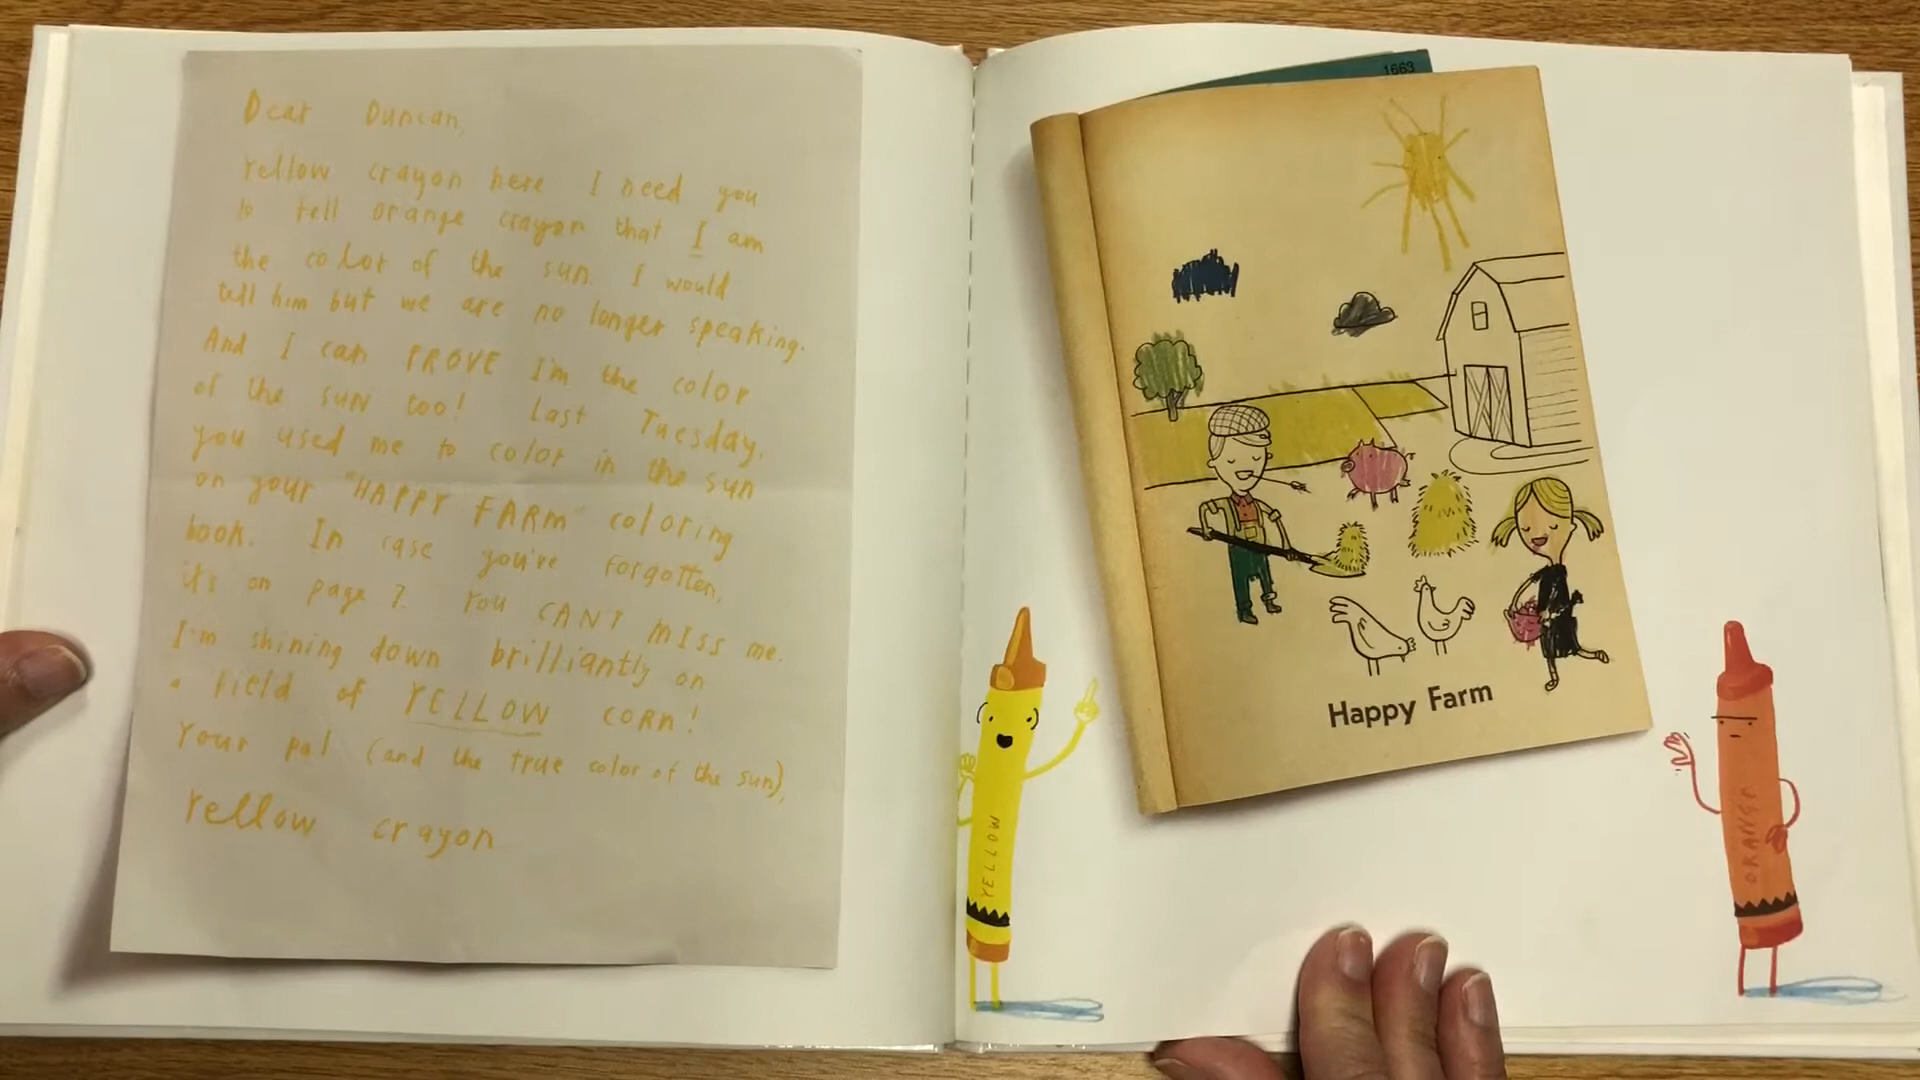 Dear Duncan,
Yellow crayon here I need you
to tell orange crayon that I am
the color of the sun. I would
tell him but we are no longer speaking.
And I can PROVE I'm the color
of the sun too! Last Tuesday,
you used me to color in the sun
on your "HAPPY FARM" coloring
book. In case you've forgotten,
it's on page 7. You CAN'T MISS me.
I'm shining down brilliantly on
a field of YELLOW corn!
Your pal (and the true color of the sun),
Yellow crayon
1663
Happy Farm
YELLOW
ORANGE